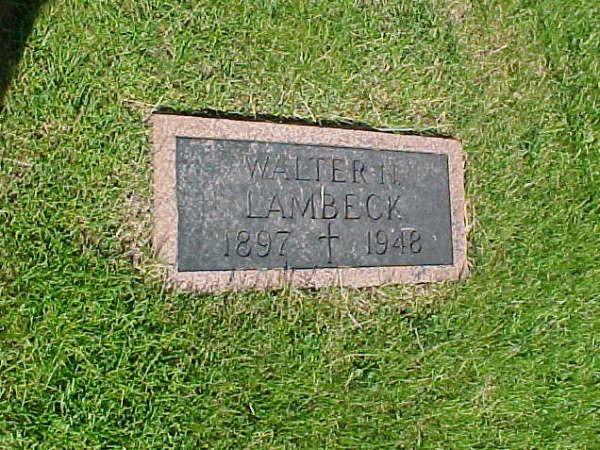 WALTER N.
LAMBECK
1897 ✝ 1948